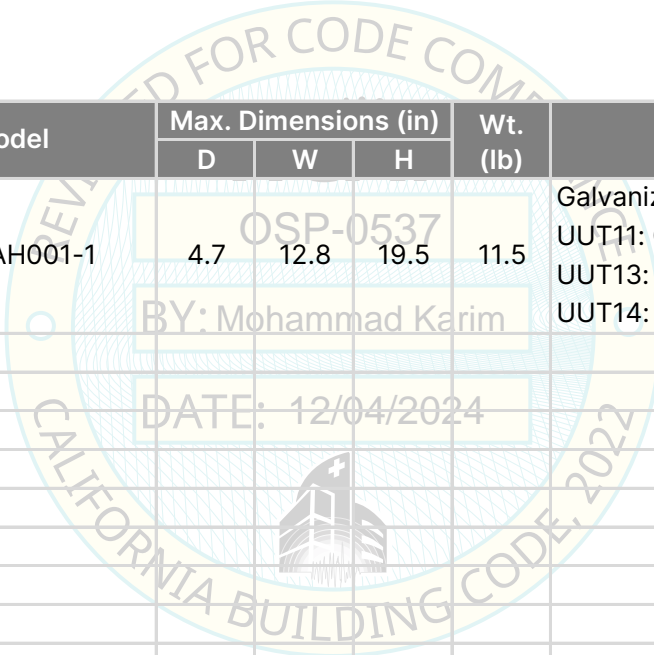 FOR CODE COM
odel
Max. Dimensions (in)
Wt.
(lb)
D W H
AH001-1 4.7 12.8 19.5 11.5
Galvaniz
UUT11:
UUT13:
UUT14:
OSP-0537
BY: Mohammad Karim
DATE: 12/04/2024
CALIFORNIA BUILDING CODE, 2022